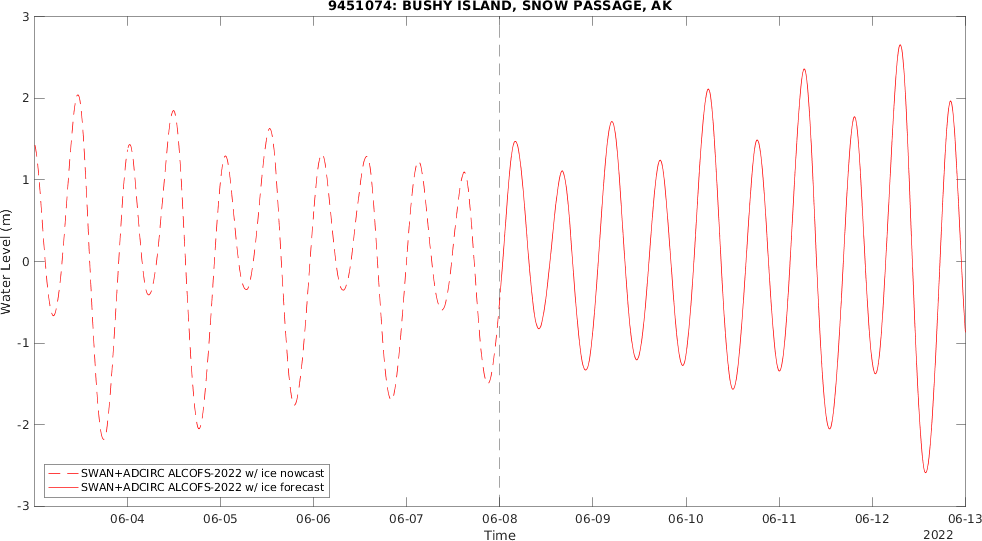 9451074: BUSHY ISLAND, SNOW PASSAGE, AK
3
2
1
0
-1
-2
-3
Water Level (m)
SWAN+ADCIRC ALCOFS-2022 w/ ice nowcast
SWAN+ADCIRC ALCOFS-2022 w/ ice forecast
06-04 06-05 06-06 06-07 06-08 06-09 06-10 06-11 06-12 06-13
Time
2022